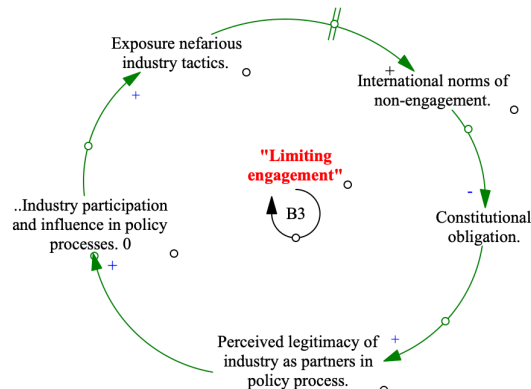 Exposure nefarious
industry tactics.
+
+
International norms of
non-engagement.
"Limiting
engagement"
B3
-
..Industry participation
and influence in policy
processes. 0
+
Constitutional
obligation.
+
Perceived legitimacy of
industry as partners in
policy process.